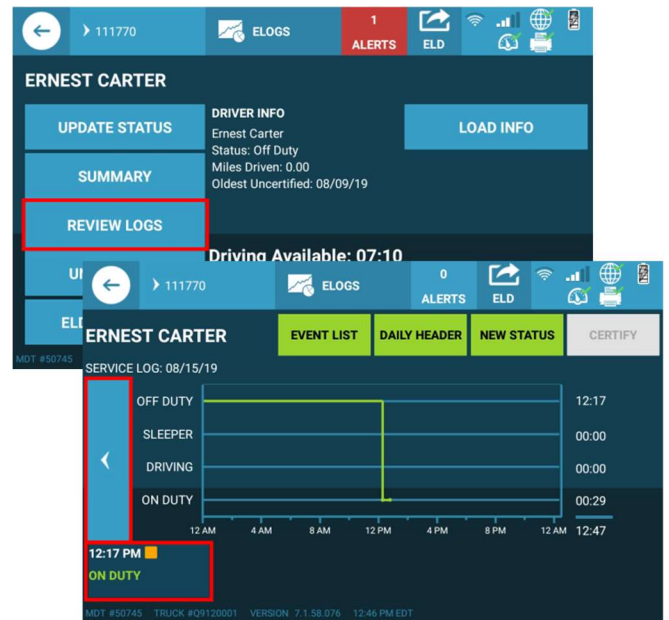 111770
ELOGS
1
ALERTS
ELD
ERNEST CARTER
UPDATE STATUS
SUMMARY
REVIEW LOGS
DRIVER INFO
Ernest Carter
Status: Off Duty
Miles Driven: 0.00
Oldest Uncertified: 08/09/19
LOAD INFO
Driving Available: 07:10
MDT #50745
111770
ELOGS
0
ALERTS
ELD
ERNEST CARTER
EVENT LIST
DAILY HEADER
NEW STATUS
CERTIFY
SERVICE LOG: 08/15/19
OFF DUTY 12:17
SLEEPER 00:00
DRIVING 00:00
ON DUTY 00:29
12 AM 4 AM 8 AM 12 PM 4 PM 8 PM 12 AM 12:47
12:17 PM
ON DUTY
MDT #50745 TRUCK #Q9120001 VERSION 7.1.58.076 12:46 PM EDT